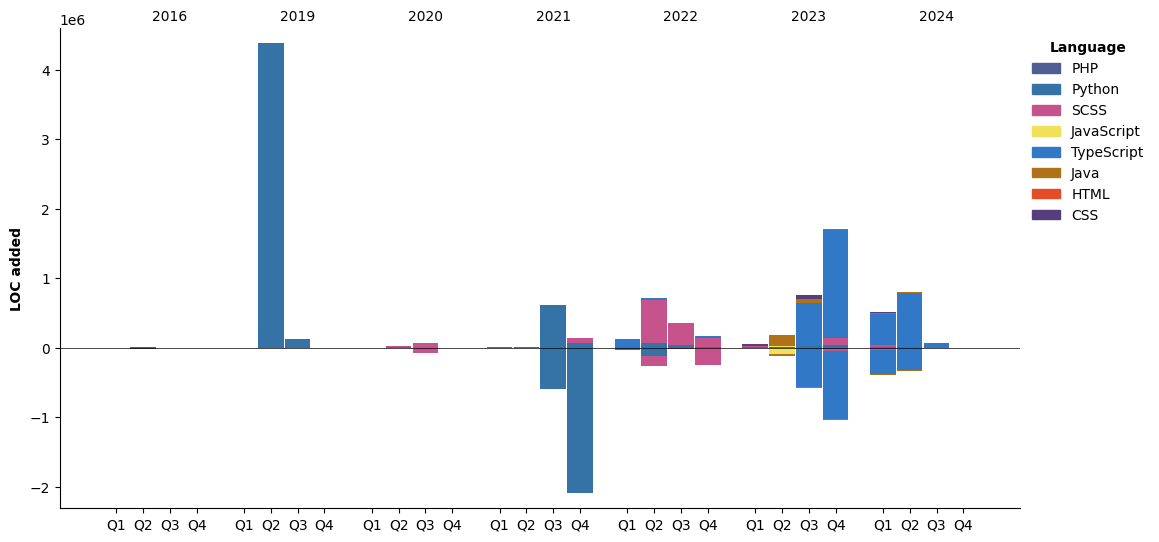 1e6
2016 2019 2020 2021 2022 2023 2024
LOC added
4
3
2
1
0
−1
−2
Q1 Q2 Q3 Q4 Q1 Q2 Q3 Q4 Q1 Q2 Q3 Q4 Q1 Q2 Q3 Q4 Q1 Q2 Q3 Q4 Q1 Q2 Q3 Q4 Q1 Q2 Q3 Q4
Language
PHP
Python
SCSS
JavaScript
TypeScript
Java
HTML
CSS